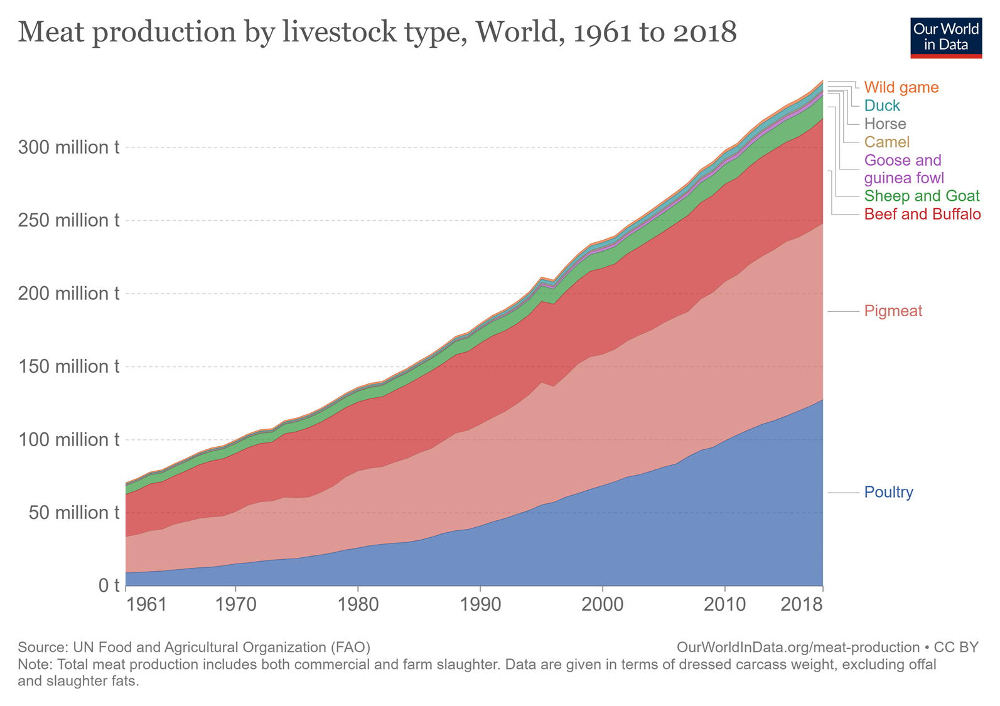 Meat production by livestock type, World, 1961 to 2018
Our World
in Data
Wild game
Duck
Horse
Camel
Goose and
guinea fowl
Sheep and Goat
Beef and Buffalo
Pigmeat
Poultry
300 million t
250 million t
200 million t
150 million t
100 million t
50 million t
0 t
1961 1970 1980 1990 2000 2010 2018
Source: UN Food and Agricultural Organization (FAO)
OurWorldInData.org/meat-production • CC BY
Note: Total meat production includes both commercial and farm slaughter. Data are given in terms of dressed carcass weight, excluding offal
and slaughter fats.